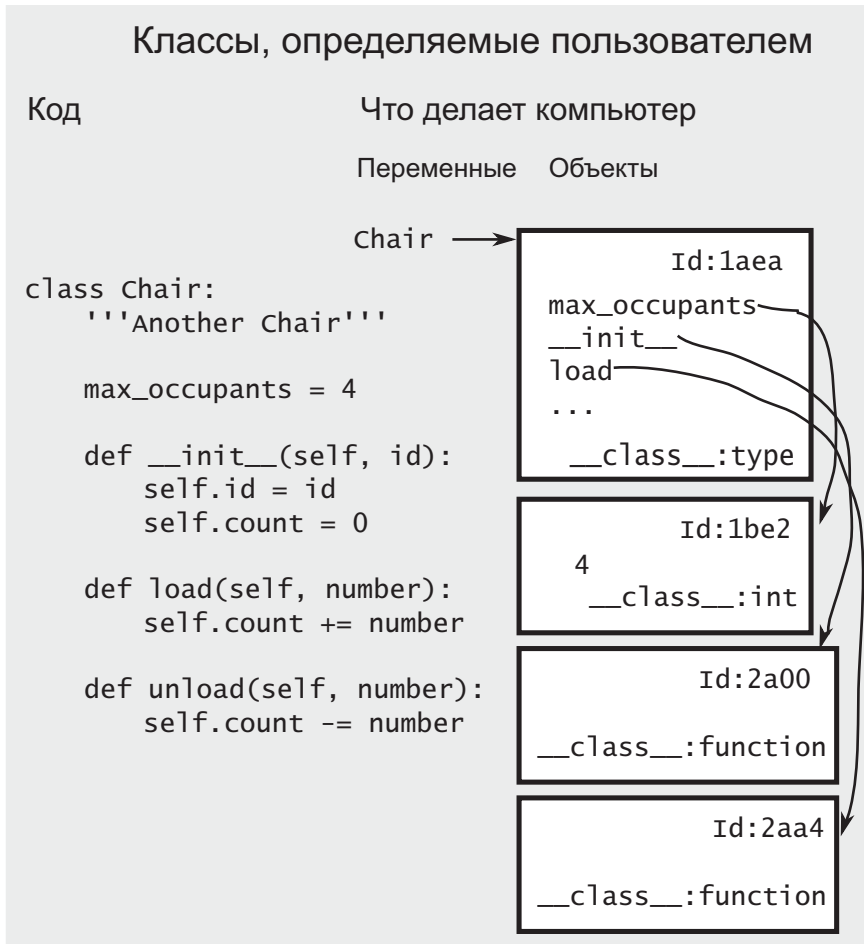 Классы, определяемые пользователем
Код
Что делает компьютер
Переменные
Объекты
Chair
class Chair:
    '''Another Chair'''
    max_occupants = 4
    def __init__(self, id):
        self.id = id
        self.count = 0
    def load(self, number):
        self.count += number
    def unload(self, number):
        self.count -= number
Id:1aea
max_occupants
__init__
load
...
__class__:type
Id:1be2
4
__class__:int
Id:2a00
__class__:function
Id:2aa4
__class__:function